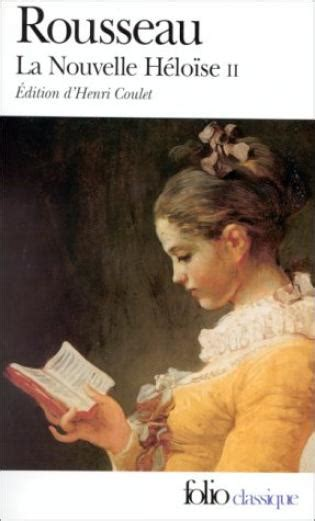 Rousseau
La Nouvelle Héloïse II
Édition d'Henri Coulet
folio classique